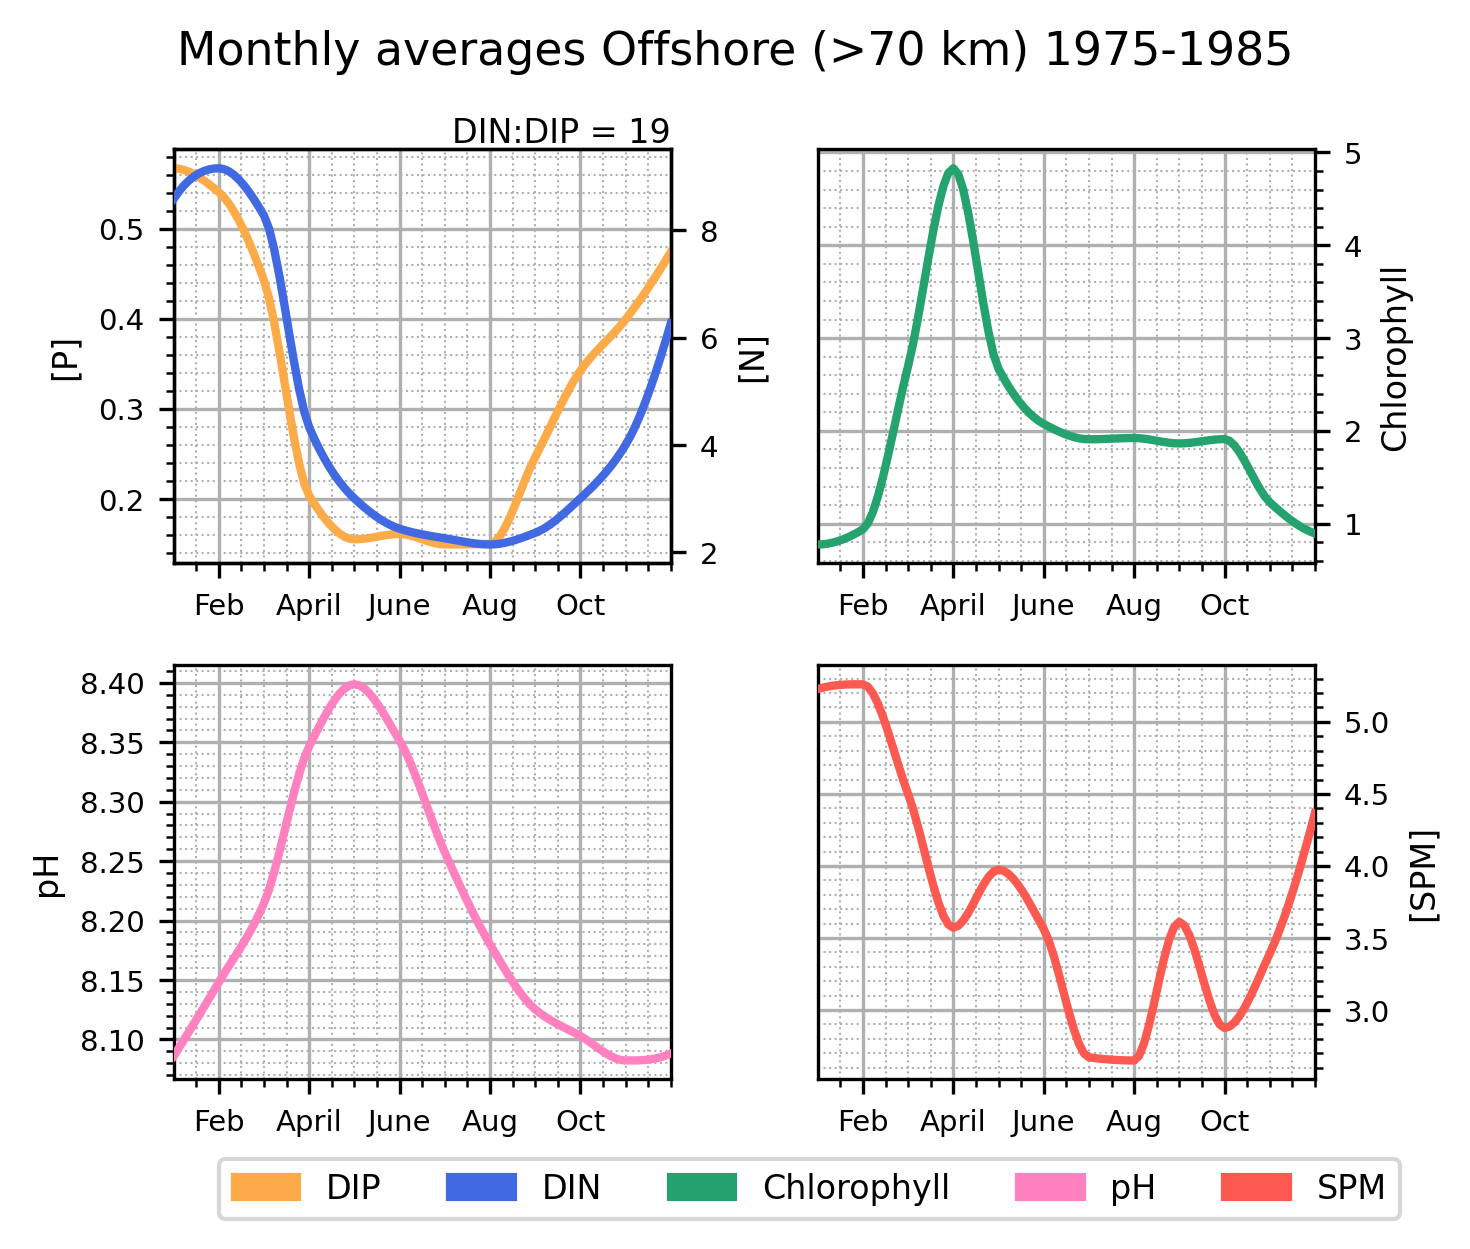 Monthly averages Offshore (>70 km) 1975-1985
DIN:DIP = 19
[P]
0.5
0.4
0.3
0.2
8
6
4
2
[N]
Feb April June Aug Oct
5
4
3
2
1
Chlorophyll
Feb April June Aug Oct
pH
8.40
8.35
8.30
8.25
8.20
8.15
8.10
Feb April June Aug Oct
5.0
4.5
4.0
3.5
3.0
[SPM]
Feb April June Aug Oct
DIP DIN Chlorophyll pH SPM